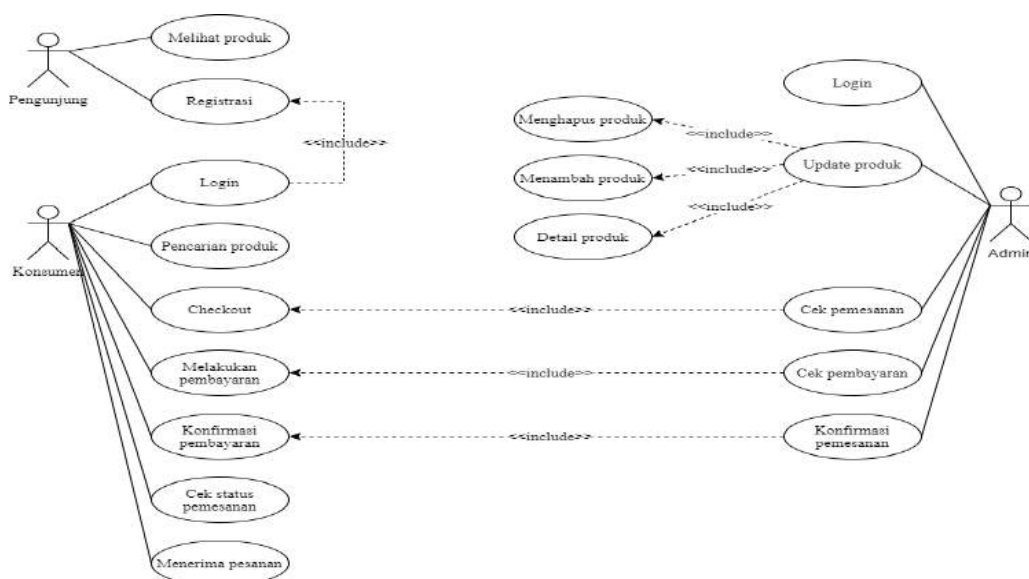 Melihat produk
Pengunjung
Registrasi
<<include>>
Login
Konsumen
Pencarian produk
Checkout
Melakukan
pembayaran
Konfirmasi
pembayaran
Cek status
pemesanan
Menerima pesanan
Login
Menghapus produk
<<include>>
Menambah produk
<<include>>
Update produk
<<include>>
Detail produk
Admin
<<include>>
Cek pemesanan
<<include>>
Cek pembayaran
<<include>>
Konfirmasi
pemesanan